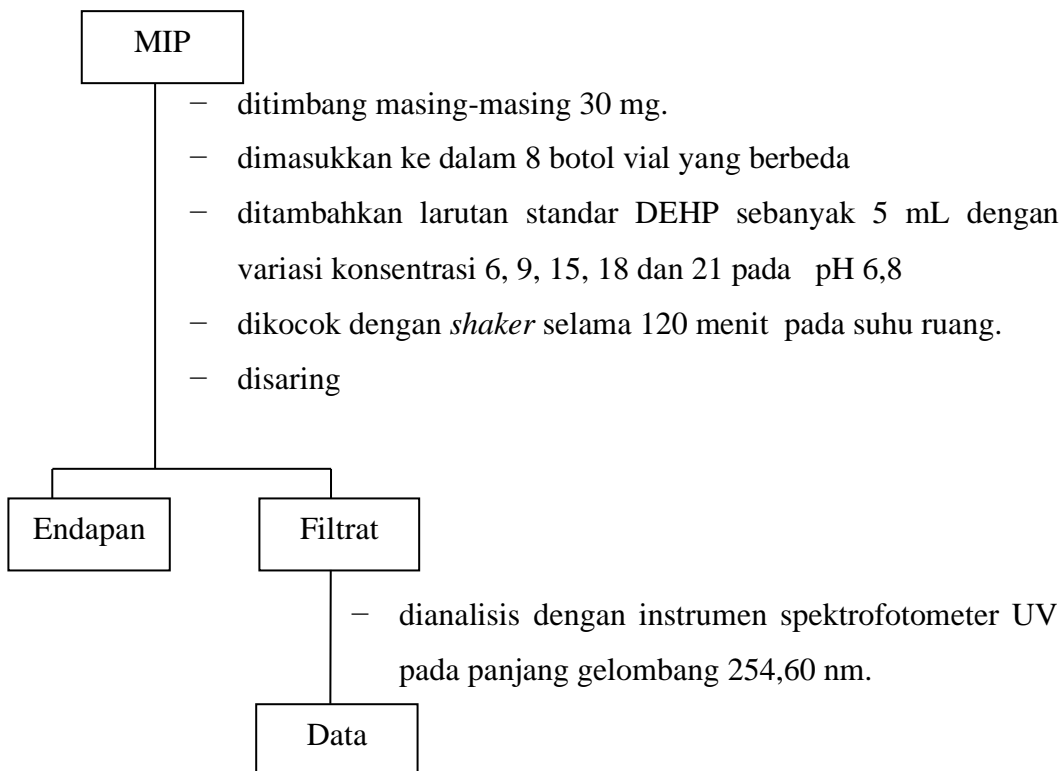 MIP
− ditimbang masing-masing 30 mg.
− dimasukkan ke dalam 8 botol vial yang berbeda
− ditambahkan larutan standar DEHP sebanyak 5 mL dengan
variasi konsentrasi 6, 9, 15, 18 dan 21 pada pH 6,8
− dikocok dengan shaker selama 120 menit pada suhu ruang.
− disaring
Endapan
Filtrat
− dianalisis dengan instrumen spektrofotometer UV
pada panjang gelombang 254,60 nm.
Data